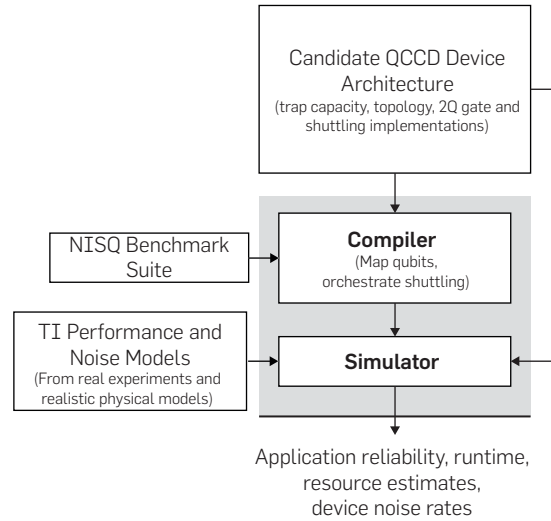 Candidate QCCD Device
Architecture
(trap capacity, topology, 2Q gate and
shuttling implementations)
NISQ Benchmark
Suite
Compiler
(Map qubits,
orchestrate shuttling)
TI Performance and
Noise Models
(From real experiments and
realistic physical models)
Simulator
Application reliability, runtime,
resource estimates,
device noise rates